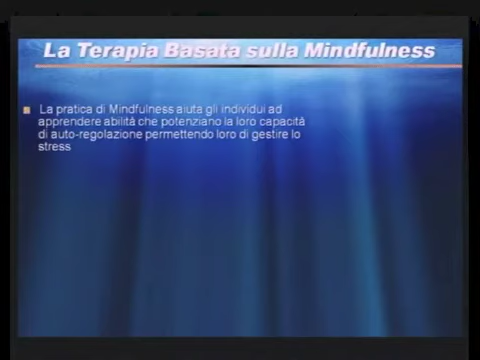 La Terapia Basata sulla Mindfulness
La pratica di Mindfulness aiuta gli individui ad
apprendere abilità che potenziano la loro capacità
di auto-regolazione permettendo loro di gestire lo
stress